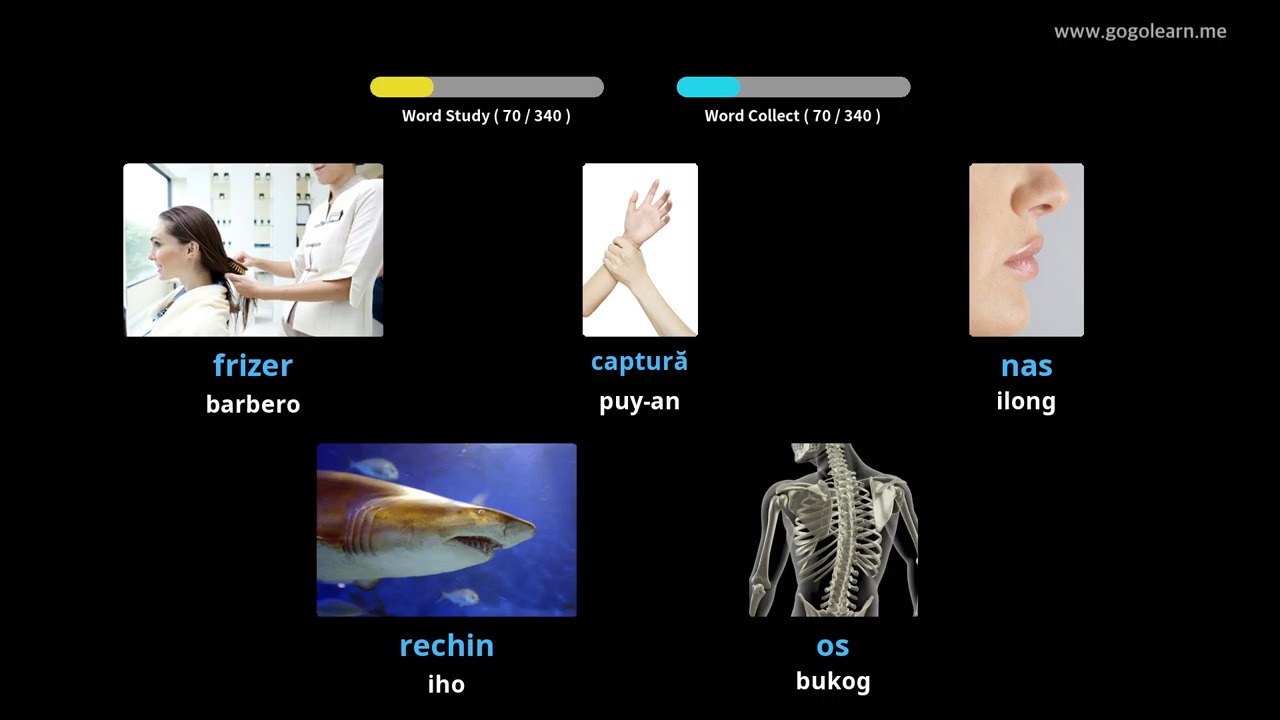 www.gogolearn.me
Word Study ( 70 / 340 )
Word Collect ( 70 / 340 )
frizer
barbero
captură
puy-an
nas
ilong
rechin
iho
os
bukog